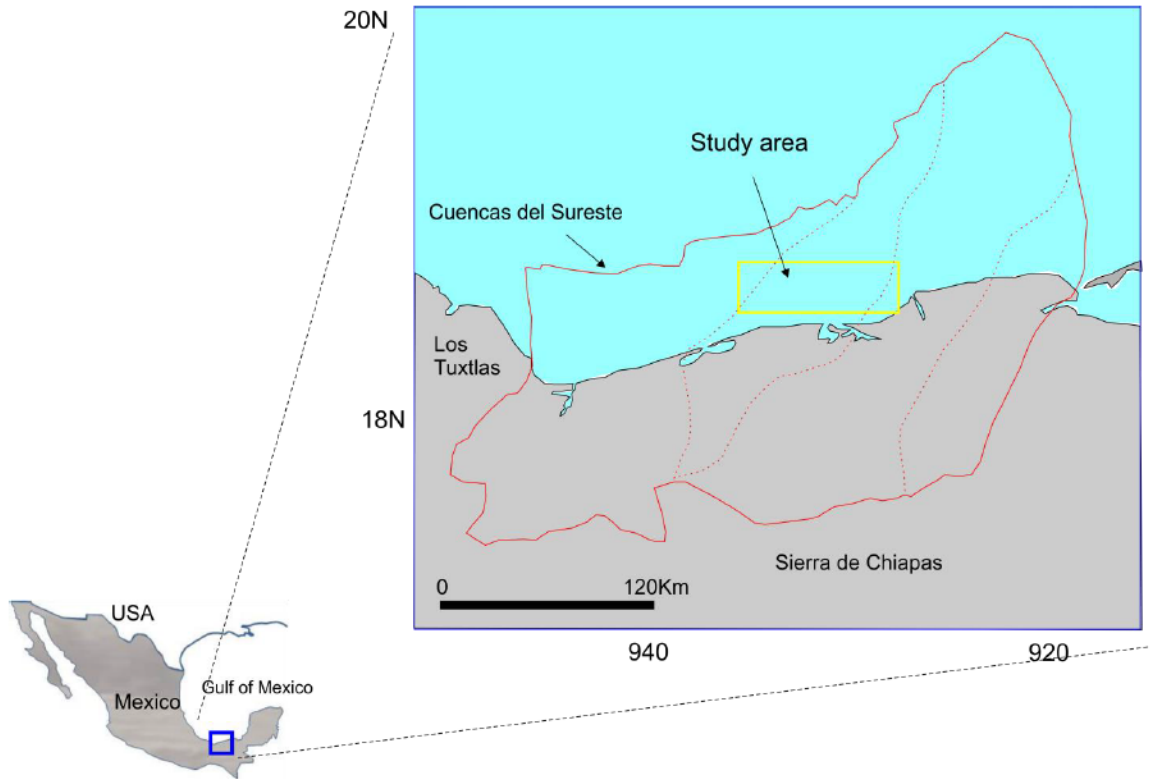 20N
Study area
Cuencas del Sureste
Los
Tuxtlas
18N
Sierra de Chiapas
0 120Km
940 920
USA
Gulf of Mexico
Mexico